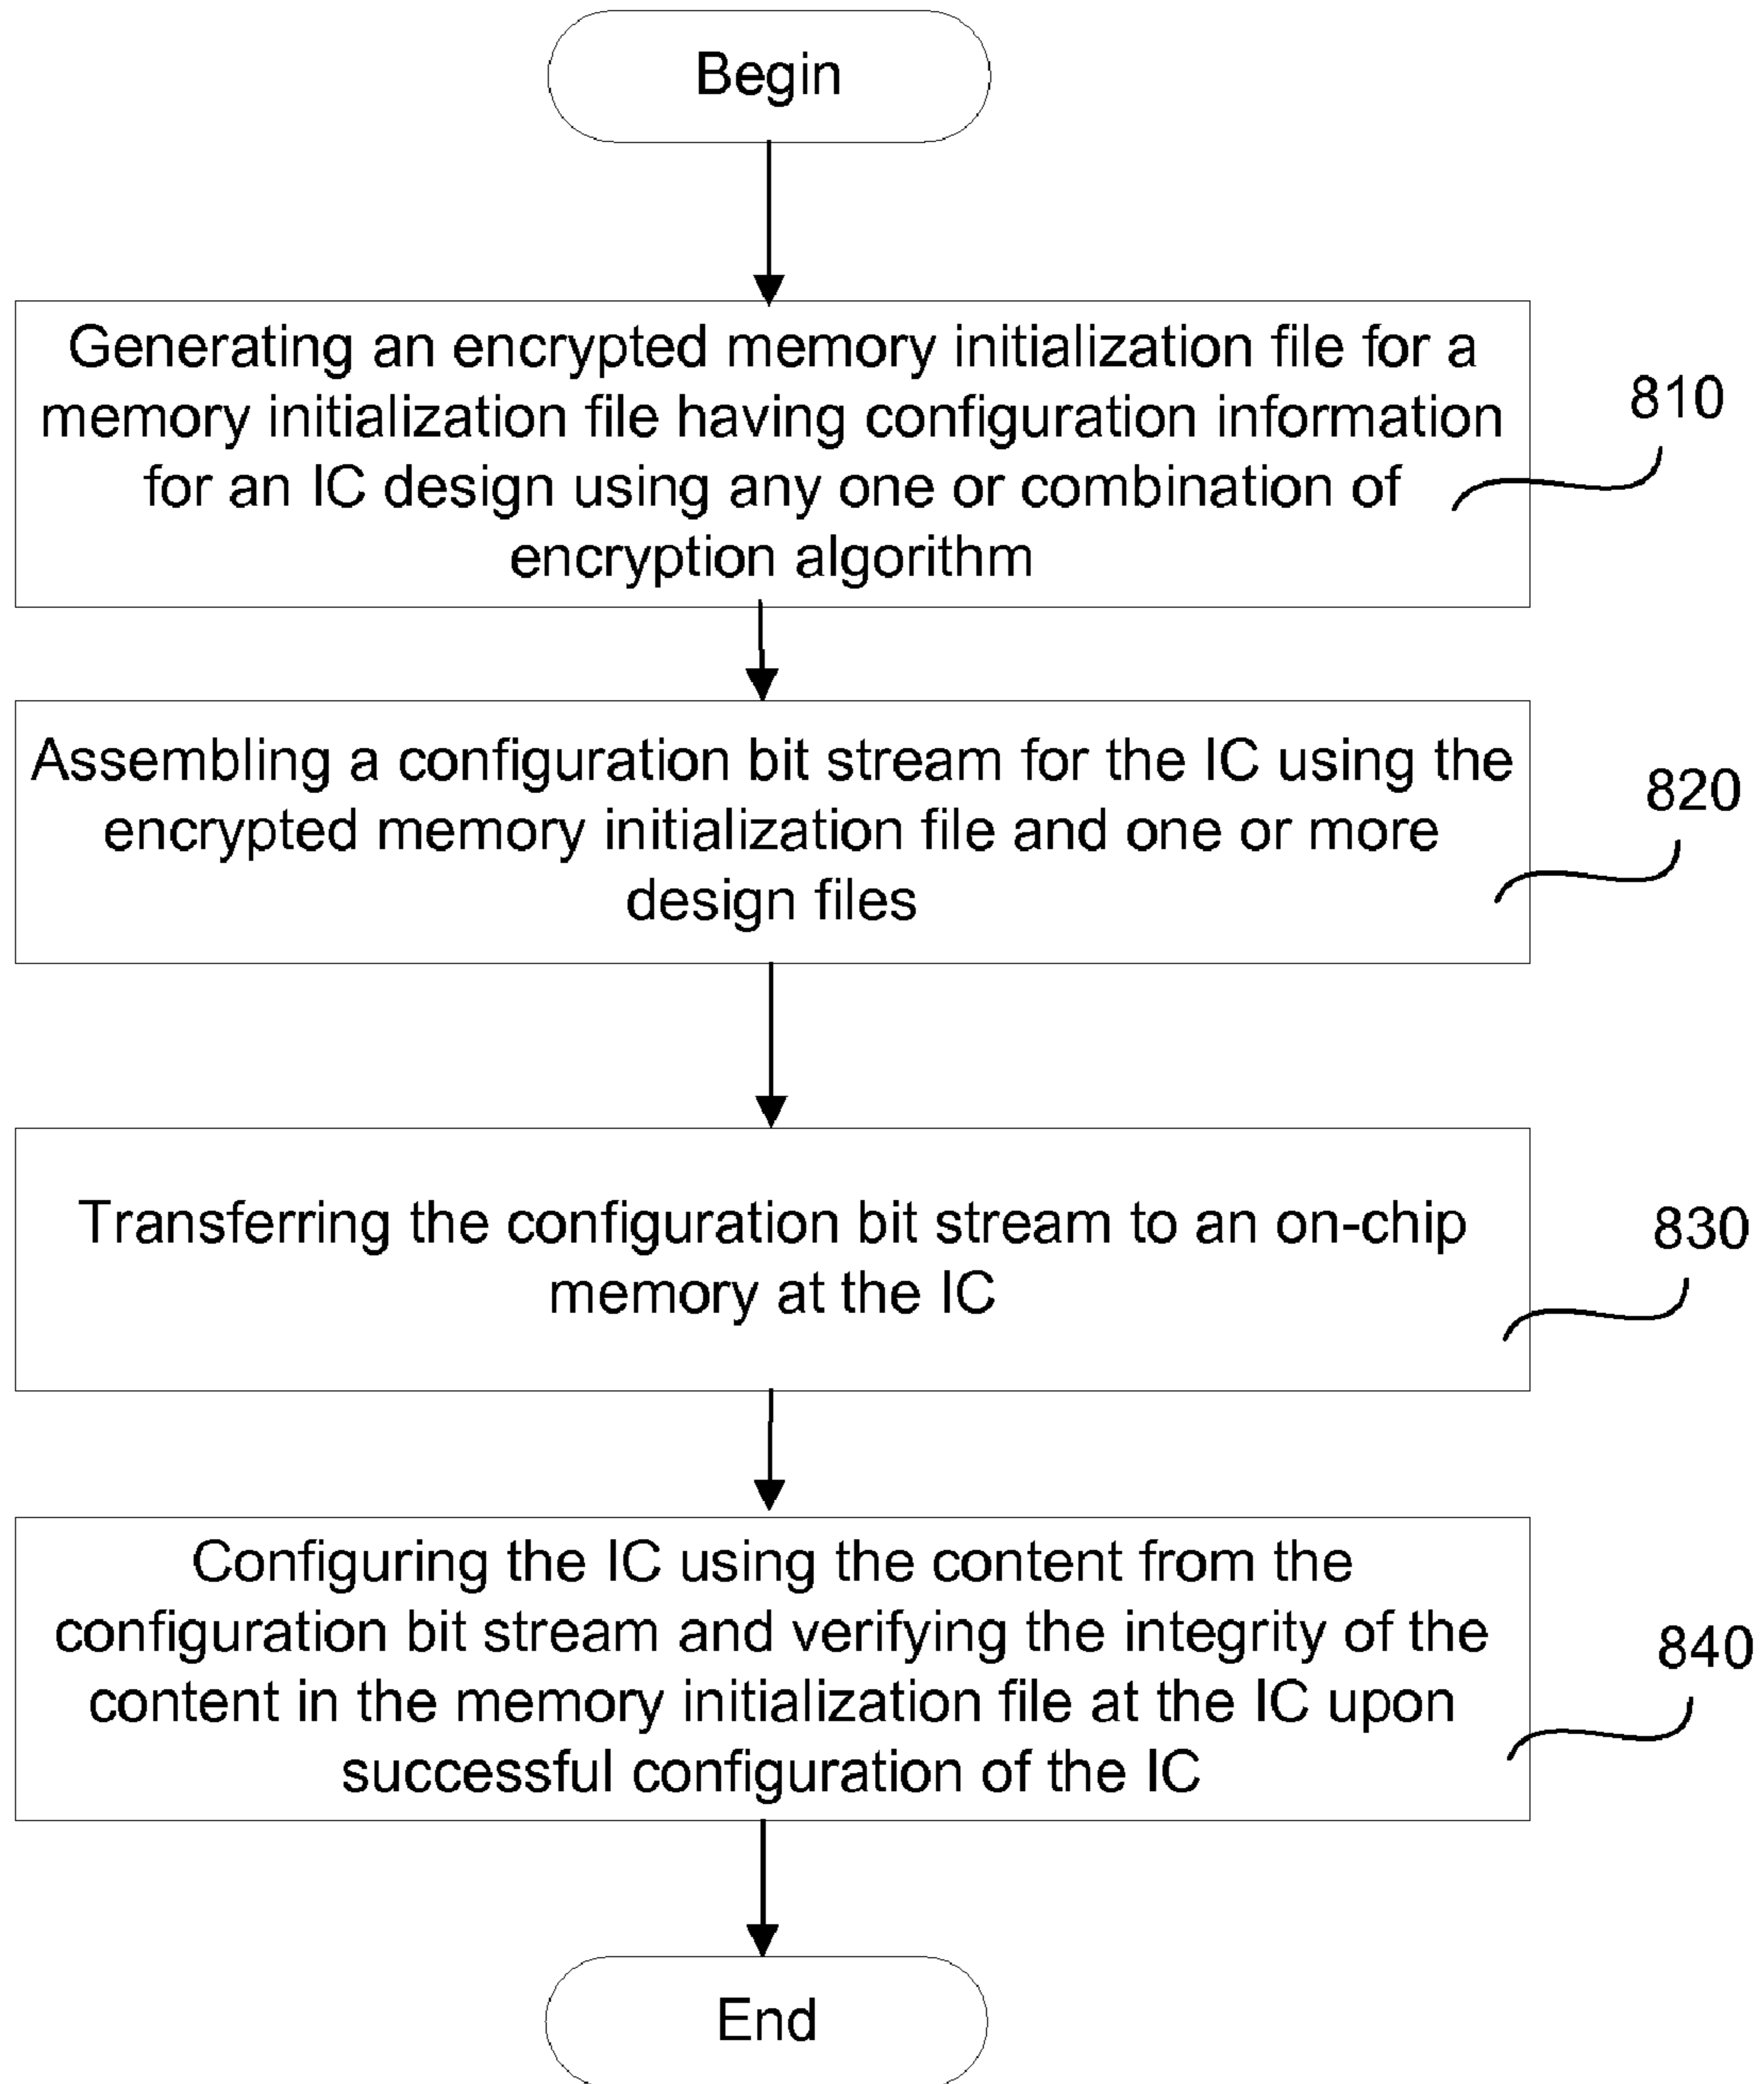 Begin
Generating an encrypted memory initialization file for a
memory initialization file having configuration information
for an IC design using any one or combination of
encryption algorithm
810
Assembling a configuration bit stream for the IC using the
encrypted memory initialization file and one or more
design files
820
Transferring the configuration bit stream to an on-chip
memory at the IC
830
Configuring the IC using the content from the
configuration bit stream and verifying the integrity of the
content in the memory initialization file at the IC upon
successful configuration of the IC
840
End